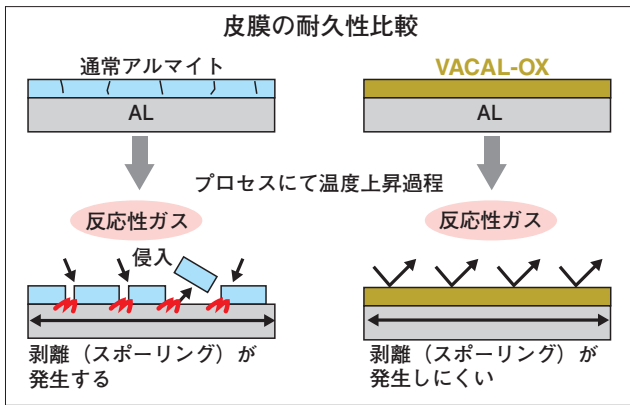 皮膜の耐久性比較
通常アルマイト
VACAL-OX
AL
AL
プロセスにて温度上昇過程
反応性ガス
反応性ガス
侵入
剥離（スポーリング）が
発生する
剥離（スポーリング）が
発生しにくい